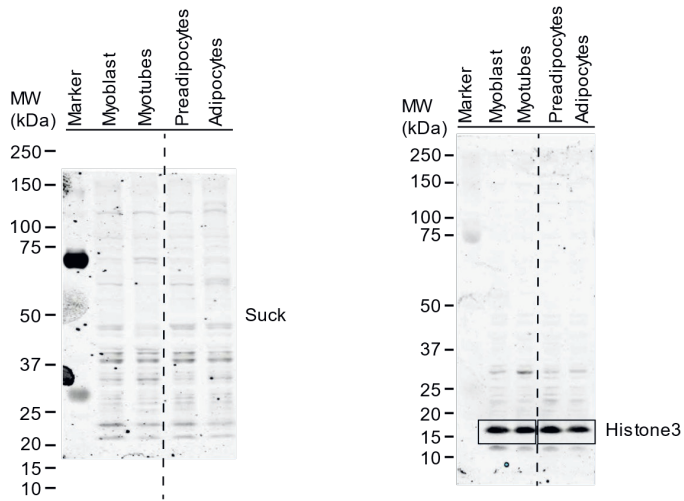 MW
(kDa)
Marker
Myoblast
Myotubes
Preadipocytes
Adipocytes
250
150
100
75
50
37
25
20
15
10
Suck
MW
(kDa)
Marker
Myoblast
Myotubes
Preadipocytes
Adipocytes
250
150
100
75
50
37
25
20
15
10
Histone3